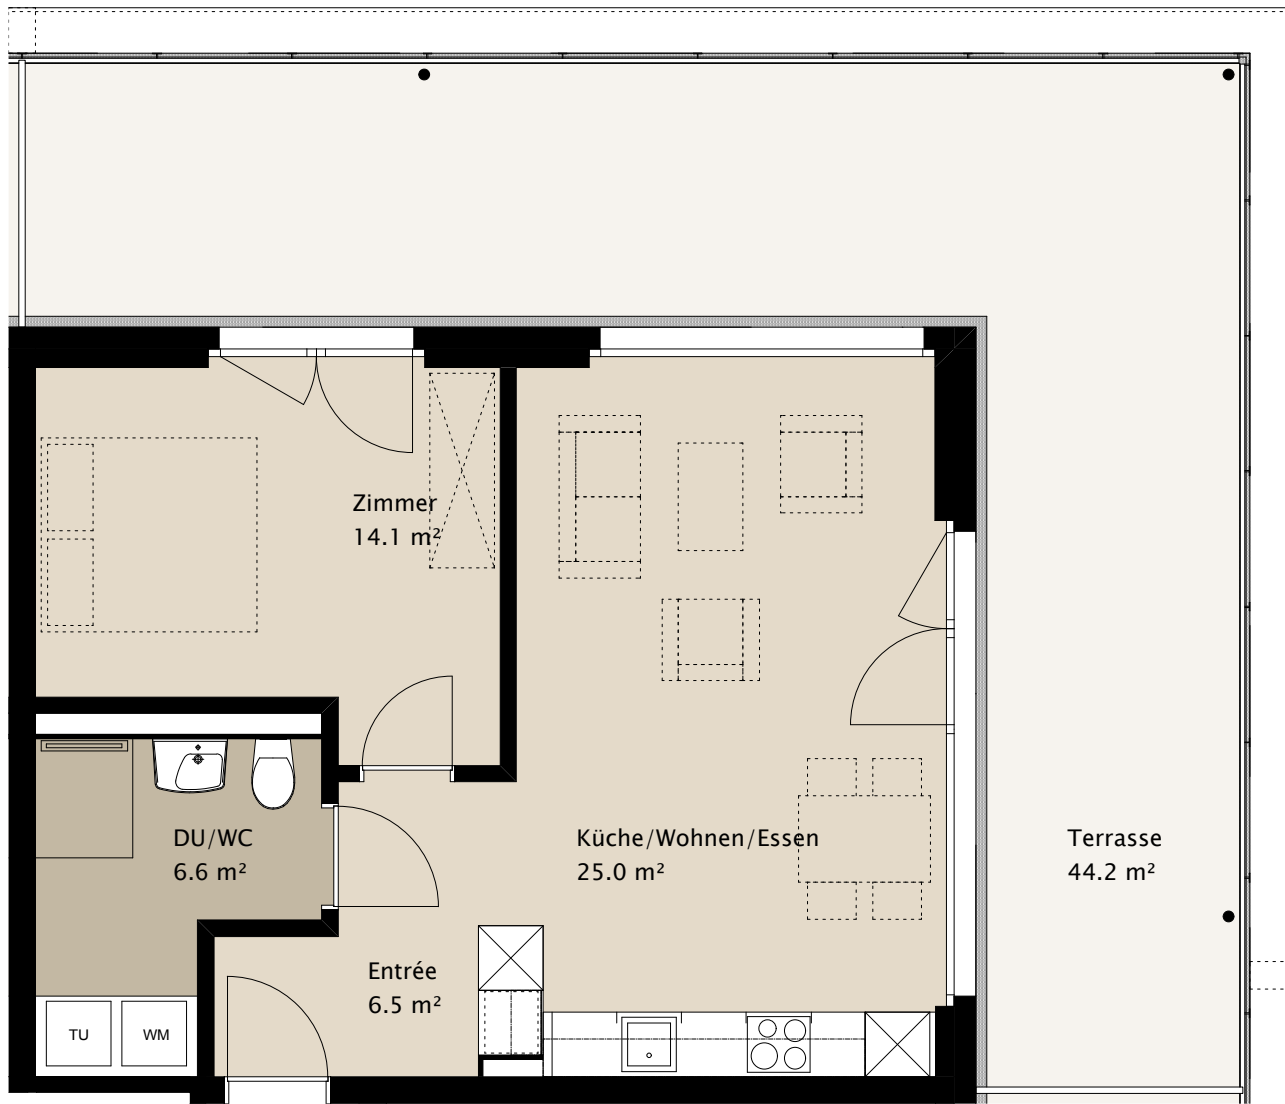 Zimmer
14.1 m²
DU/WC
6.6 m²
Küche/Wohnen/Essen
25.0 m²
Terrasse
44.2 m²
Entrée
6.5 m²
TU
WM